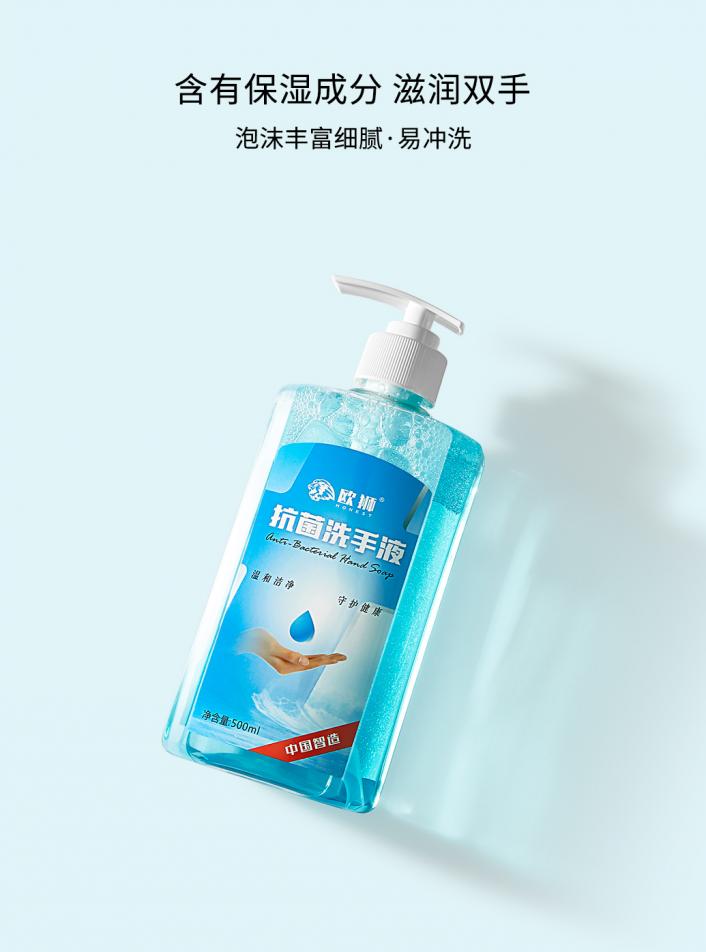 含有保湿成分 滋润双手
泡沫丰富细腻·易冲洗
欧狮®
HONEST
抗菌洗手液
Anti-Bacterial Hand Soap
温和洁净
守护健康
净含量:500ml
中国智造